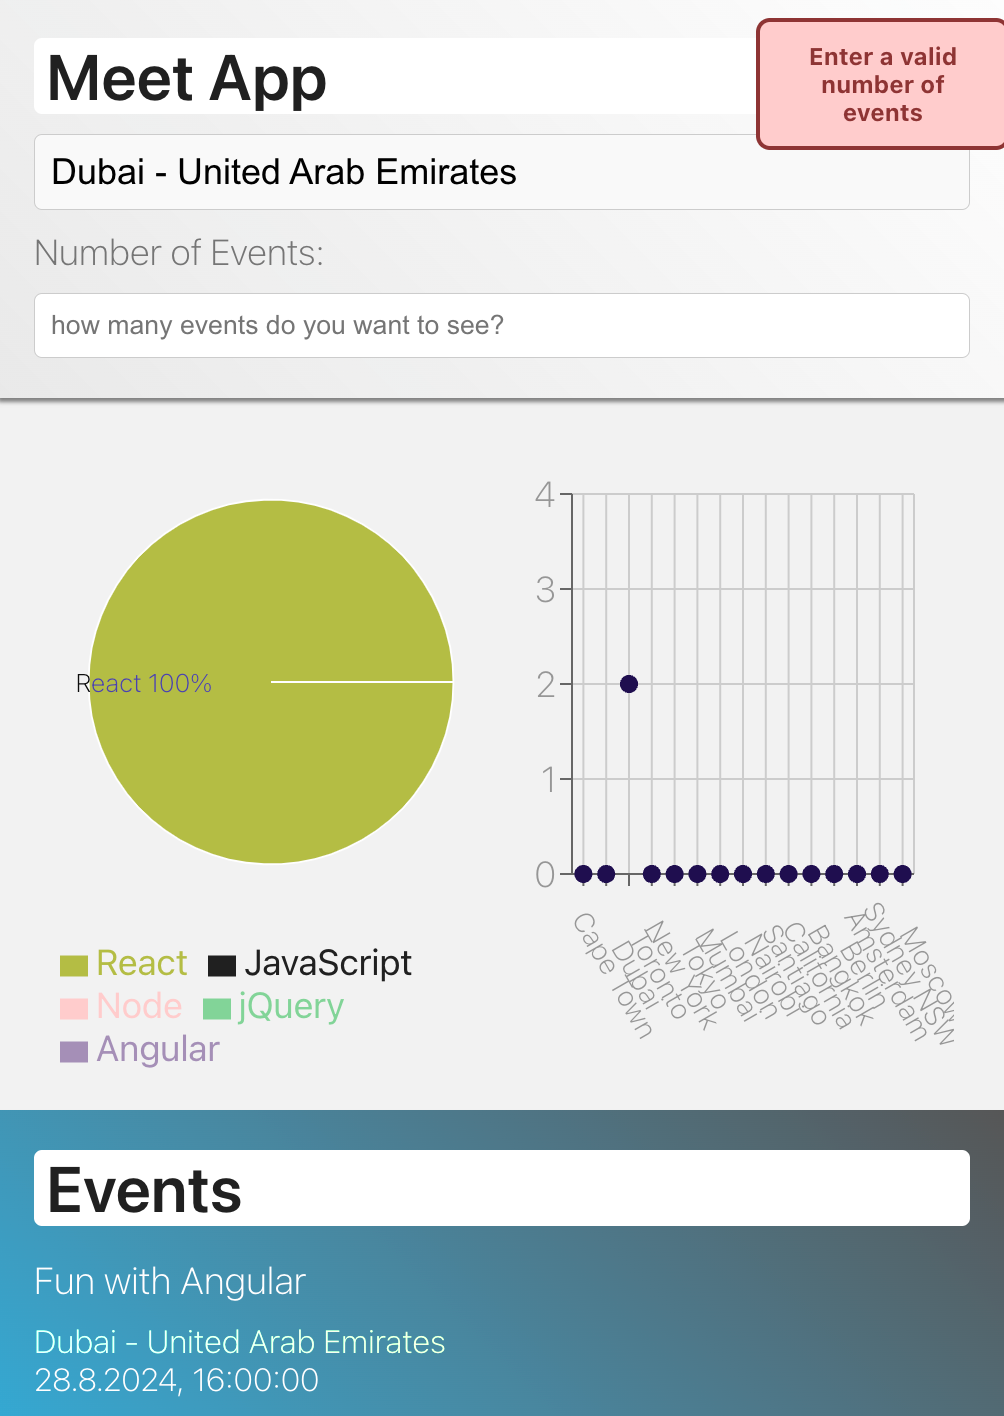 Meet App
Enter a valid
number of
events
Dubai - United Arab Emirates
Number of Events:
how many events do you want to see?
React 100%
4
3
2
1
0
Cape Town
Dubai
Toronto
New York
Tokyo
Mumbai
London
Nairobi
Santiago
California
Bangkok
Berlin
Amsterdam
Sydney NSW
Moscow
React
JavaScript
Node
jQuery
Angular
Events
Fun with Angular
Dubai - United Arab Emirates
28.8.2024, 16:00:00